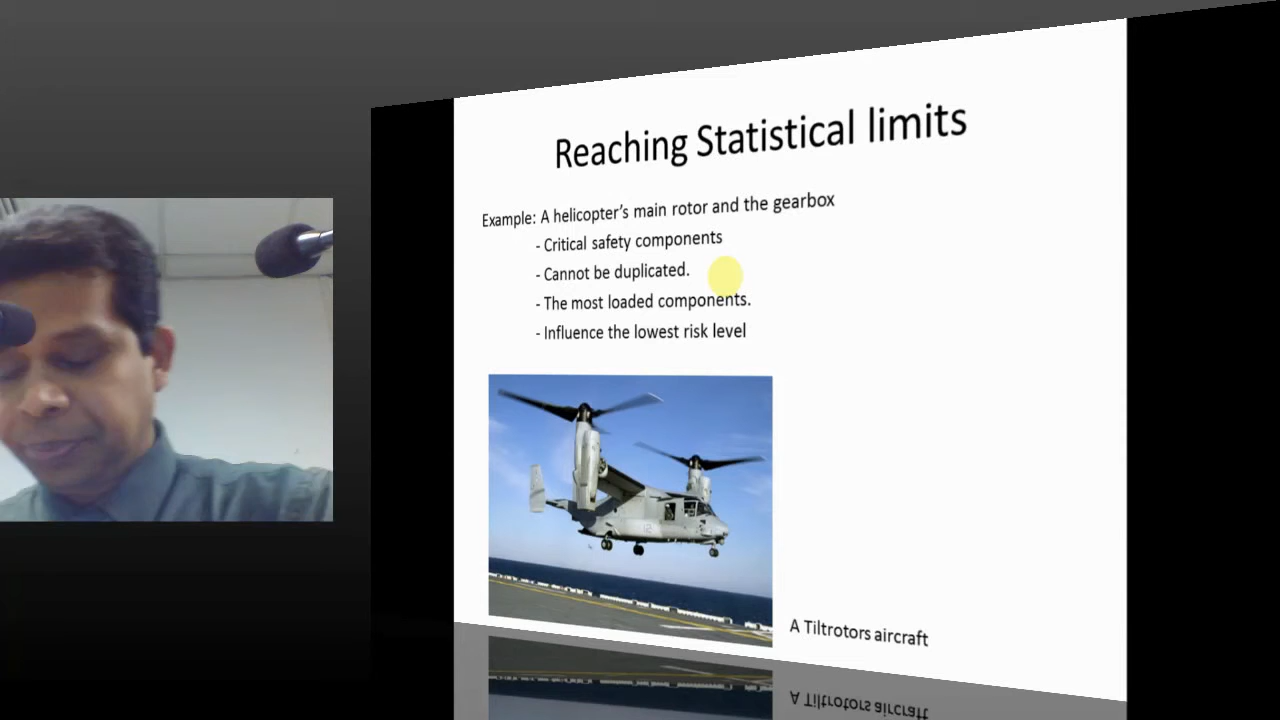 Reaching Statistical limits
Example: A helicopter's main rotor and the gearbox
- Critical safety components
- Cannot be duplicated.
- The most loaded components.
- Influence the lowest risk level
A Tiltrotors aircraft